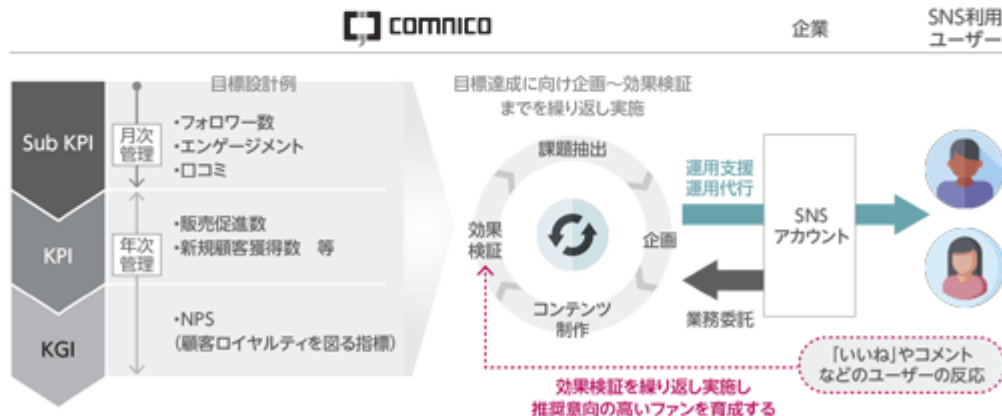 comnico
企業
SNS利用
ユーザー
目標設計例
目標達成に向け企画〜効果検証
までを繰り返し実施
Sub KPI
月次
管理
・フォロワー数
・エンゲージメント
・口コミ
KPI
年次
管理
・販売促進数
・新規顧客獲得数 等
KGI
・NPS
（顧客ロイヤルティを図る指標）
課題抽出
企画
コンテンツ
制作
効果
検証
運用支援
運用代行
SNS
アカウント
業務委託
「いいね」やコメント
などのユーザーの反応
効果検証を繰り返し実施し
推奨意向の高いファンを育成する